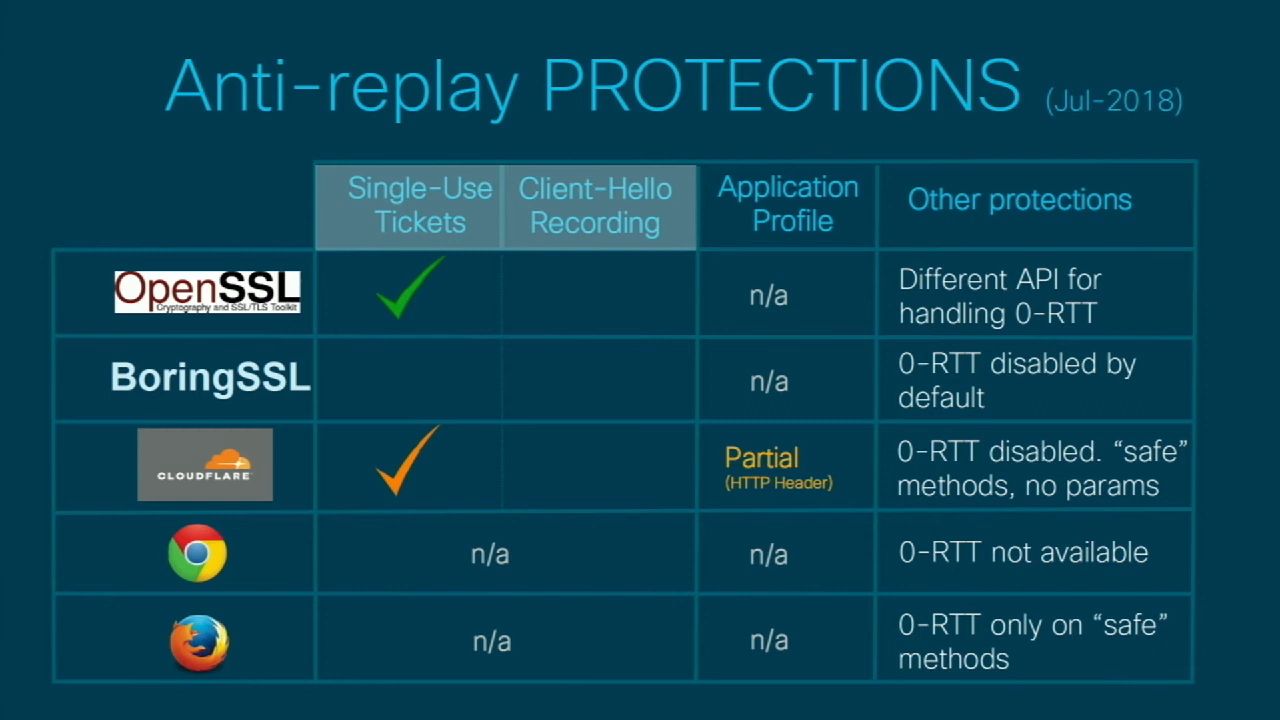 Anti-replay PROTECTIONS (Jul-2018)
Single-Use
Tickets
Client-Hello
Recording
Application
Profile
Other protections
OpenSSL
Cryptography and SSL/TLS Toolkit
n/a
Different API for
handling 0-RTT
BoringSSL
n/a
0-RTT disabled by
default
CLOUDFLARE
Partial
(HTTP Header)
0-RTT disabled. “safe”
methods, no params
n/a
n/a
0-RTT not available
n/a
n/a
0-RTT only on “safe”
methods